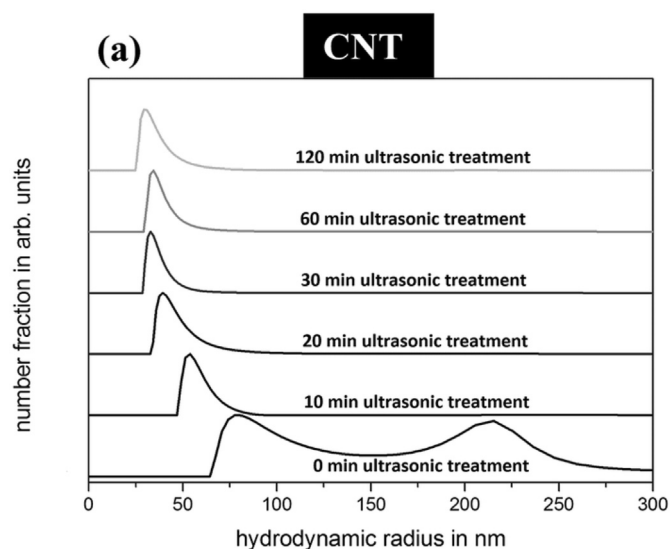 (a)
CNT
120 min ultrasonic treatment
60 min ultrasonic treatment
30 min ultrasonic treatment
20 min ultrasonic treatment
10 min ultrasonic treatment
0 min ultrasonic treatment
number fraction in arb. units
0 50 100 150 200 250 300
hydrodynamic radius in nm